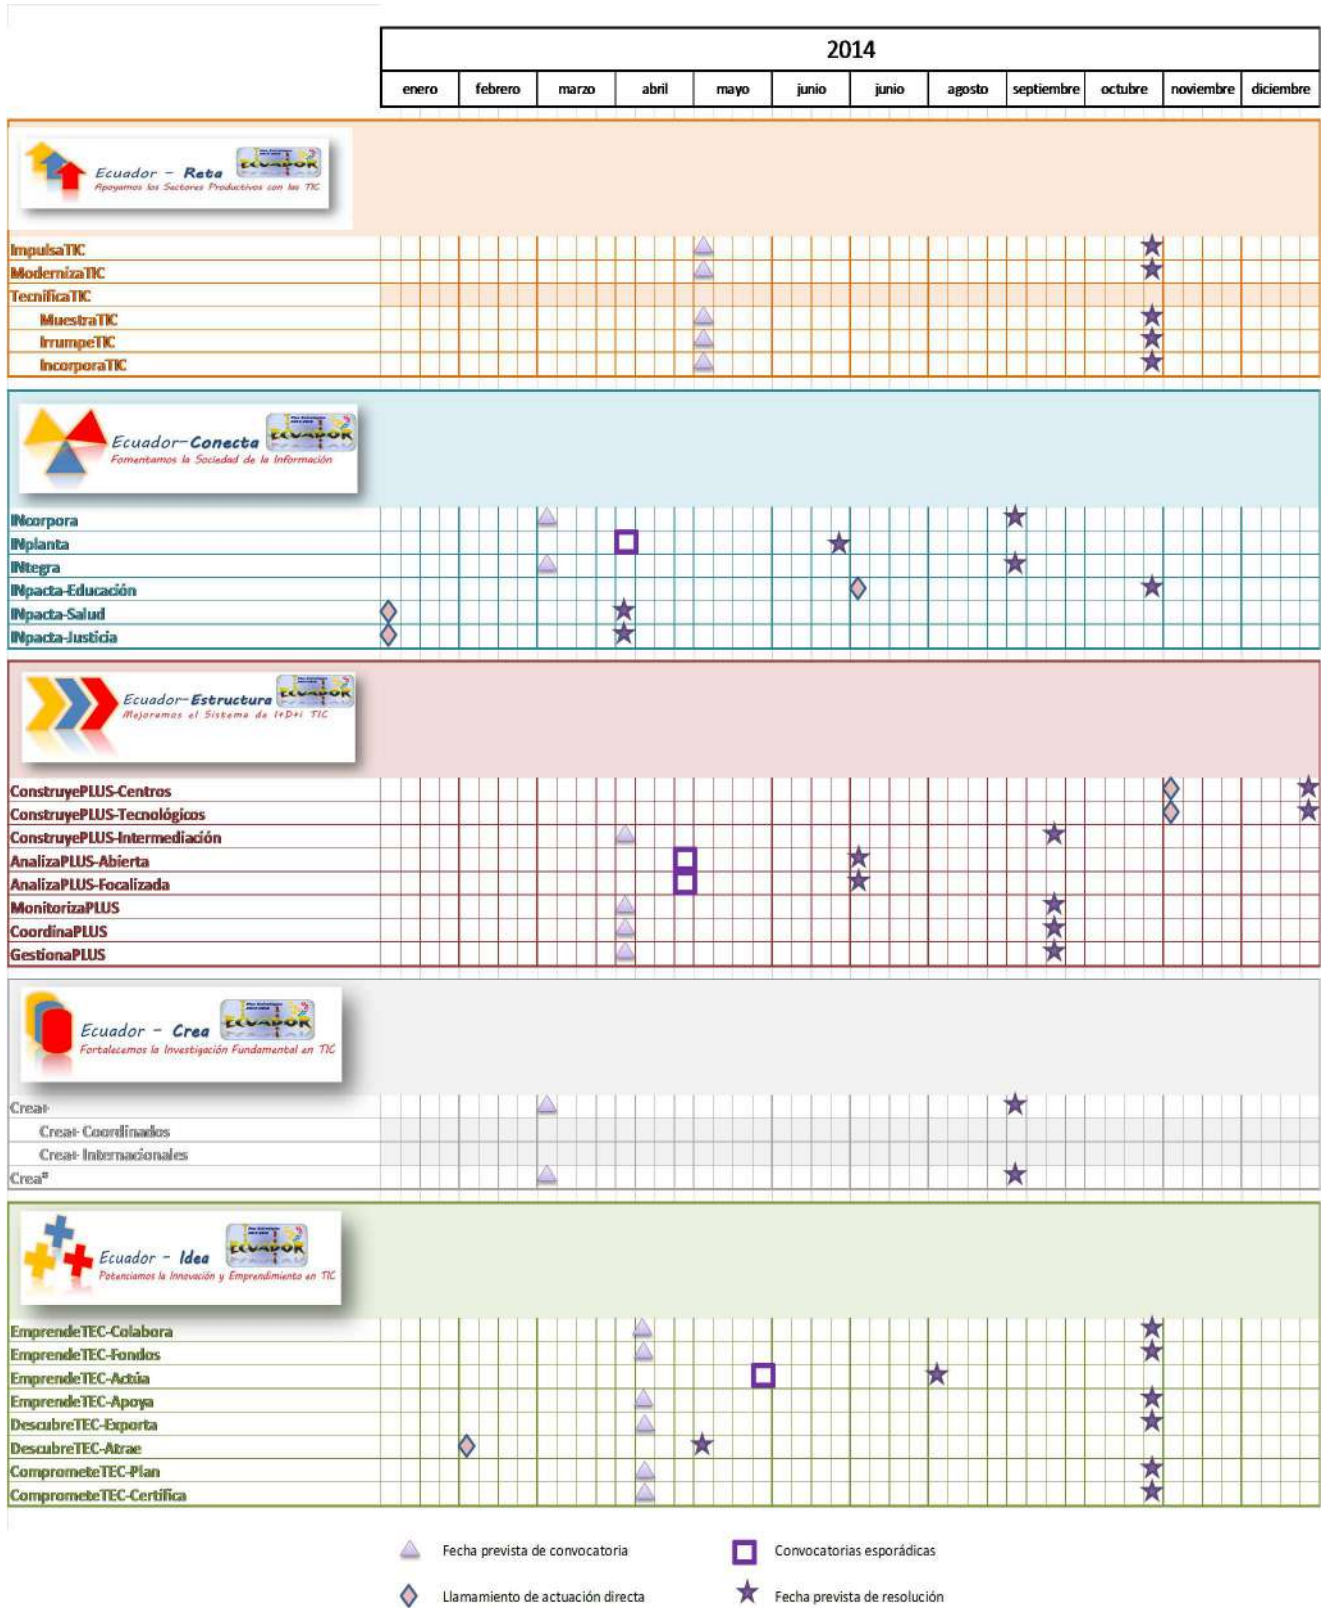 2014
enero febrero marzo abril mayo junio junio agosto septiembre octubre noviembre diciembre
Ecuador - Reta
ECUADOR
Apoyamos los Sectores Productivos con las TIC
ImpulsaTIC
ModernizaTIC
TecnificaTIC
MuestraTIC
IrrumpeTIC
IncorporaTIC
Ecuador-Conecta
ECUADOR
Fomentamos la Sociedad de la Información
INcorpora
INplanta
INtegra
INpacta-Educación
INpacta-Salud
INpacta-Justicia
Ecuador-Estructura
ECUADOR
Mejoramos el Sistema de I+D+i TIC
ConstruyePLUS-Centros
ConstruyePLUS-Tecnológicos
ConstruyePLUS-Intermediación
AnalizaPLUS-Abierta
AnalizaPLUS-Focalizada
MonitorizaPLUS
CoordinaPLUS
GestionaPLUS
Ecuador - Crea
ECUADOR
Fortalecemos la Investigación Fundamental en TIC
Crea+
Crea+ Coordinados
Crea+ Internacionales
Ecuador - Idea
ECUADOR
Potenciamos la Innovación y Emprendimiento en TIC
EmprendeTEC-Colabora
EmprendeTEC-Fondos
EmprendeTEC-Actúa
EmprendeTEC-Apoya
DescubreTEC-Exporta
DescubreTEC-Atrae
ComprometeTEC-Plan
ComprometeTEC-Certifica
Fecha prevista de convocatoria
Convocatorias esporádicas
Llamamiento de actuación directa
Fecha prevista de resolución